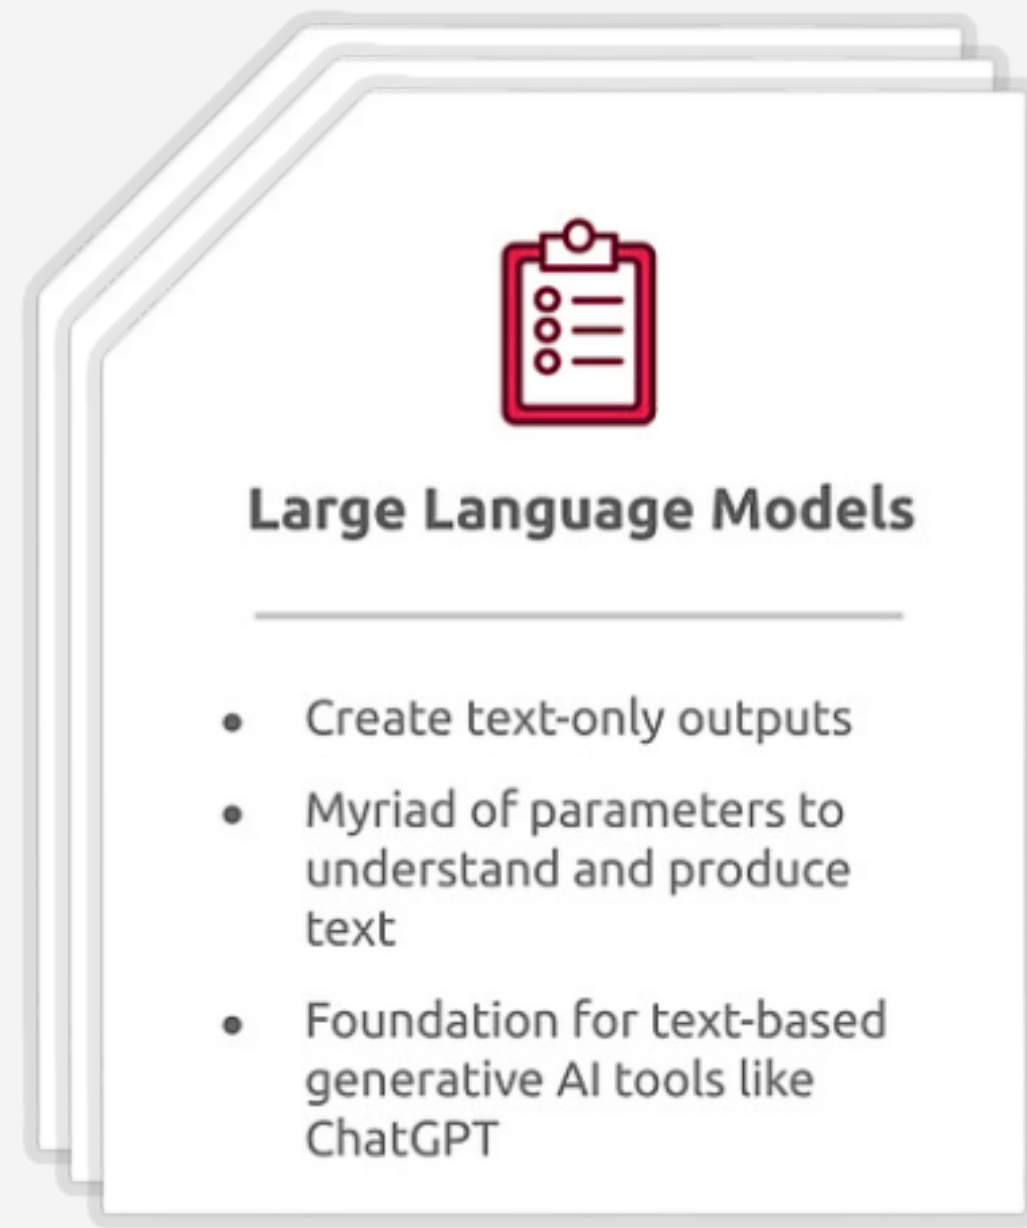 Large Language Models
Create text-only outputs
Myriad of parameters to
understand and produce
text
Foundation for text-based
generative AI tools like
ChatGPT